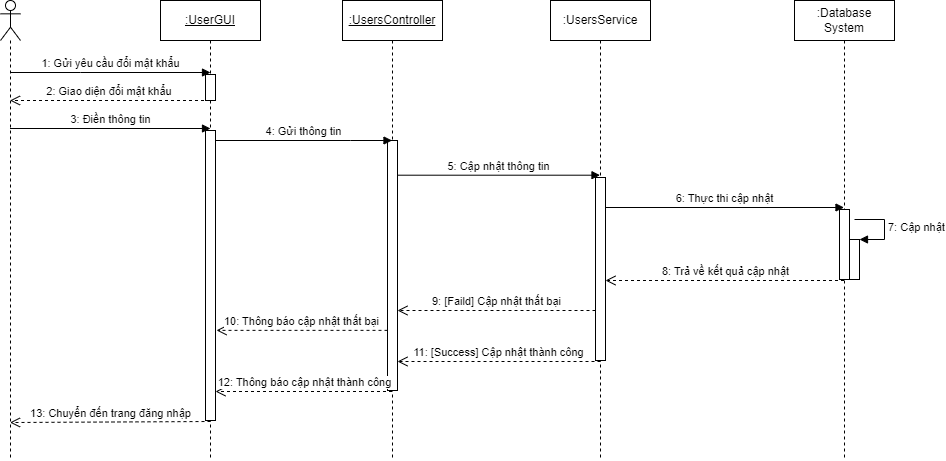 :UserGUI
:UsersController
:UsersService
:Database
System
1: Gửi yêu cầu đổi mật khẩu
2: Giao diện đổi mật khẩu
3: Điền thông tin
4: Gửi thông tin
5: Cập nhật thông tin
6: Thực thi cập nhật
7: Cập nhật
8: Trả về kết quả cập nhật
9: [Faild] Cập nhật thất bại
10: Thông báo cập nhật thất bại
11: [Success] Cập nhật thành công
12: Thông báo cập nhật thành công
13: Chuyển đến trang đăng nhập